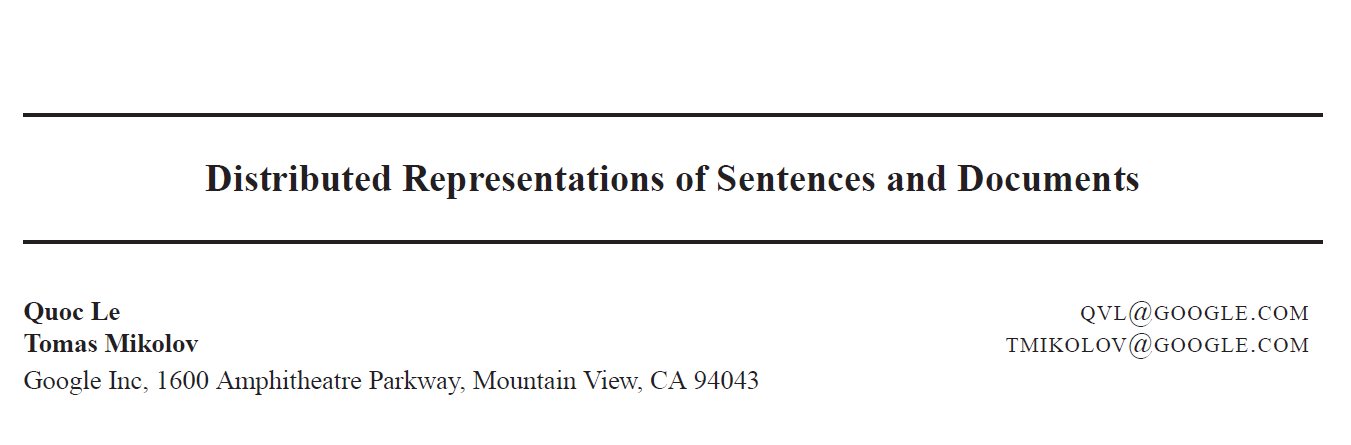 Distributed Representations of Sentences and Documents
Quoc Le QVL@GOOGLE.COM
Tomas Mikolov TMIKOLOV@GOOGLE.COM
Google Inc, 1600 Amphitheatre Parkway, Mountain View, CA 94043